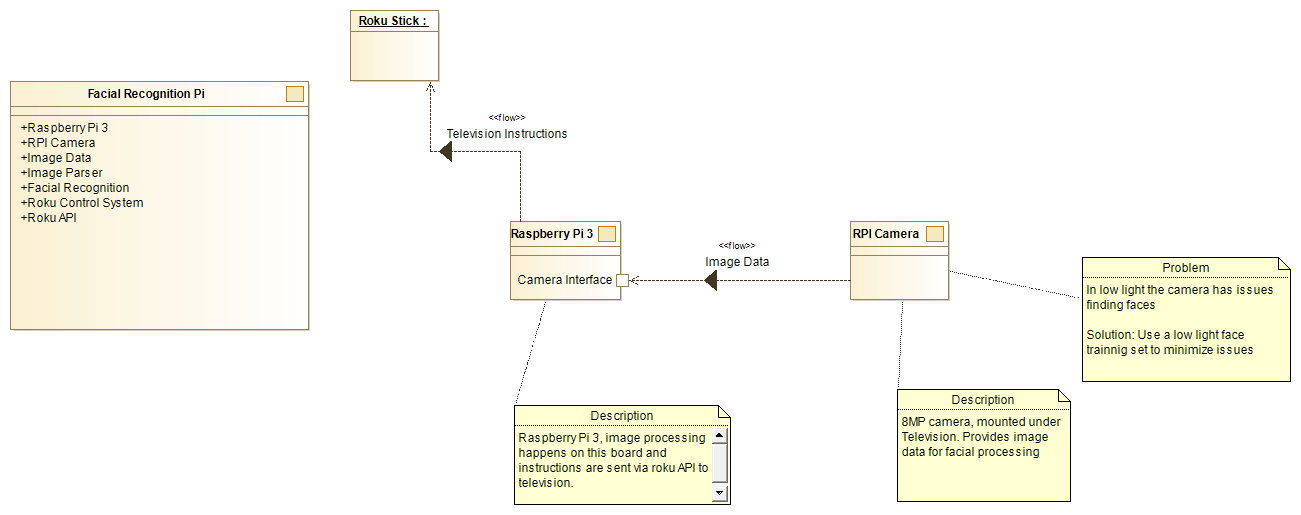 Roku Stick :
Facial Recognition Pi
+Raspberry Pi 3
+RPI Camera
+Image Data
+Image Parser
+Facial Recognition
+Roku Control System
+Roku API
<<flow>>
Television Instructions
Raspberry Pi 3
Camera Interface
<<flow>>
Image Data
RPI Camera
Problem
In low light the camera has issues
finding faces
Solution: Use a low light face
trainnig set to minimize issues
Description
Raspberry Pi 3, image processing
happens on this board and
instructions are sent via roku API to
television.
Description
8MP camera, mounted under
Television. Provides image
data for facial processing